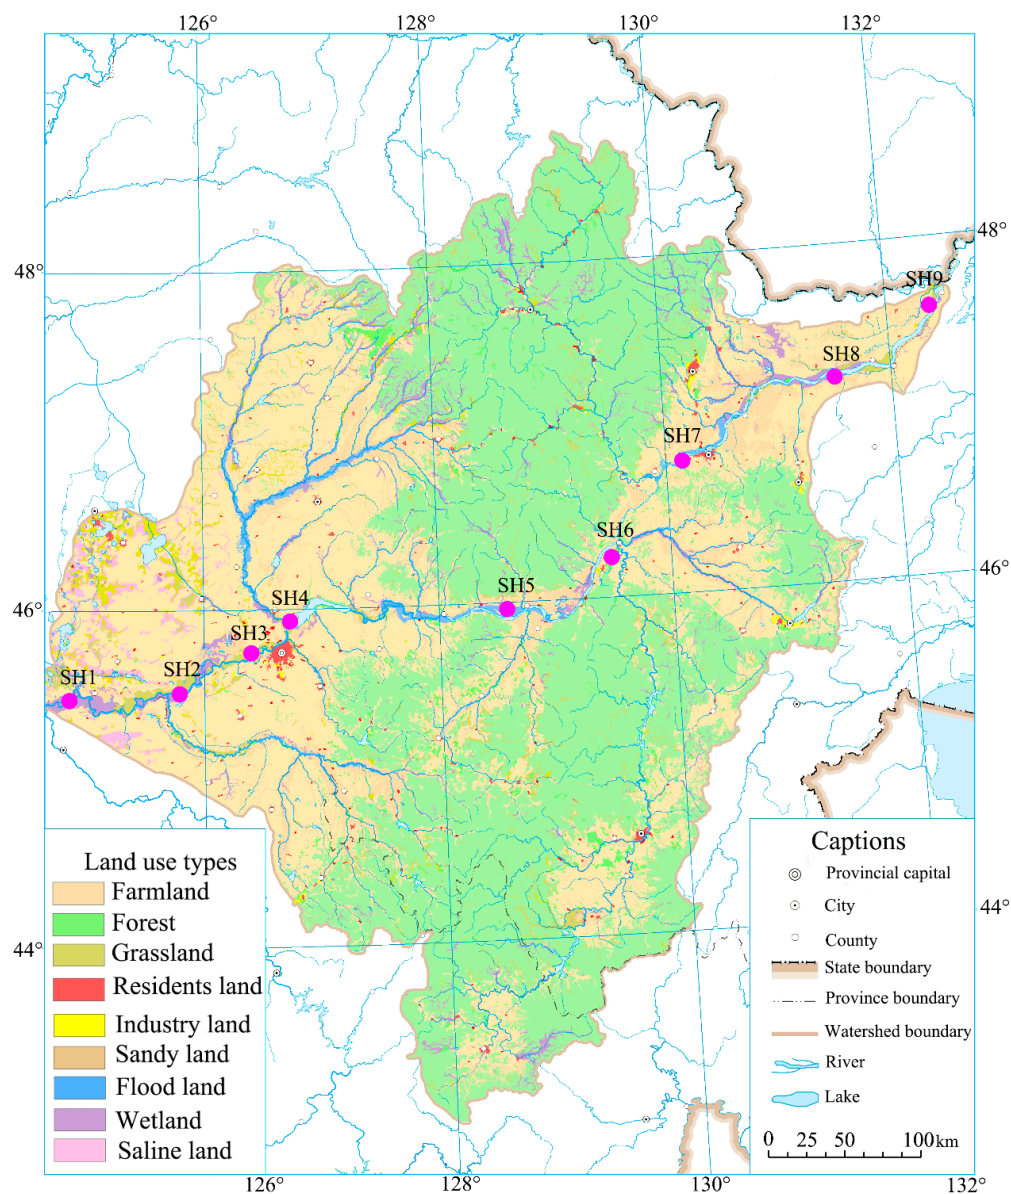 126°
128°
130°
132°
48°
48°
SH9
SH8
SH7
SH6
46°
SH5
46°
SH4
SH3
SH2
SH1
Land use types
Farmland
Forest
Grassland
Residents land
Industry land
Sandy land
Flood land
Wetland
Saline land
Captions
Provincial capital
City
County
State boundary
Province boundary
Watershed boundary
River
Lake
0 25 50 100 km
44°
44°
126°
128°
130°
132°